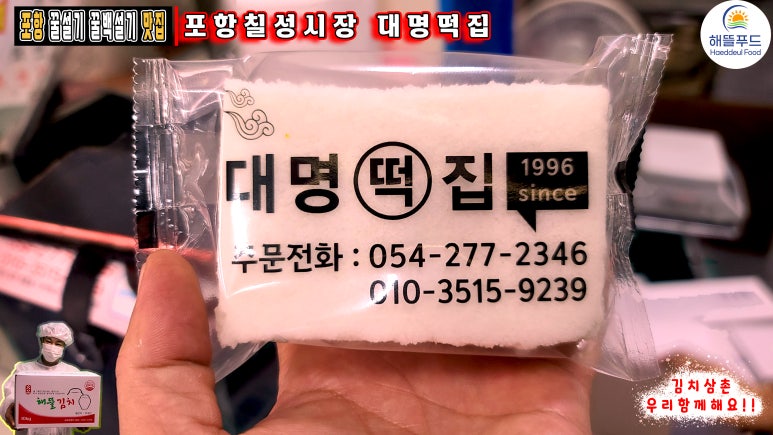 포항 꿀설기 꿀백설기 맛집 포항칠성시장 대명떡집
해뜰푸드
Haeddeul Food
대명떡집
1996
since
주문전화 : 054-277-2346
010-3515-9239
해뜰김치
김치삼촌
우리함께해요!!